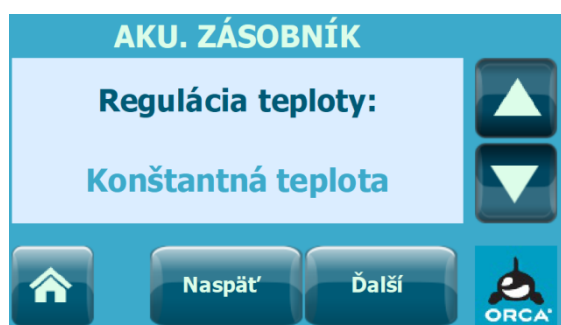 AKU. ZÁSOBNÍK
Regulácia teploty:
Konštantná teplota
Naspäť
Ďalší
ORCA